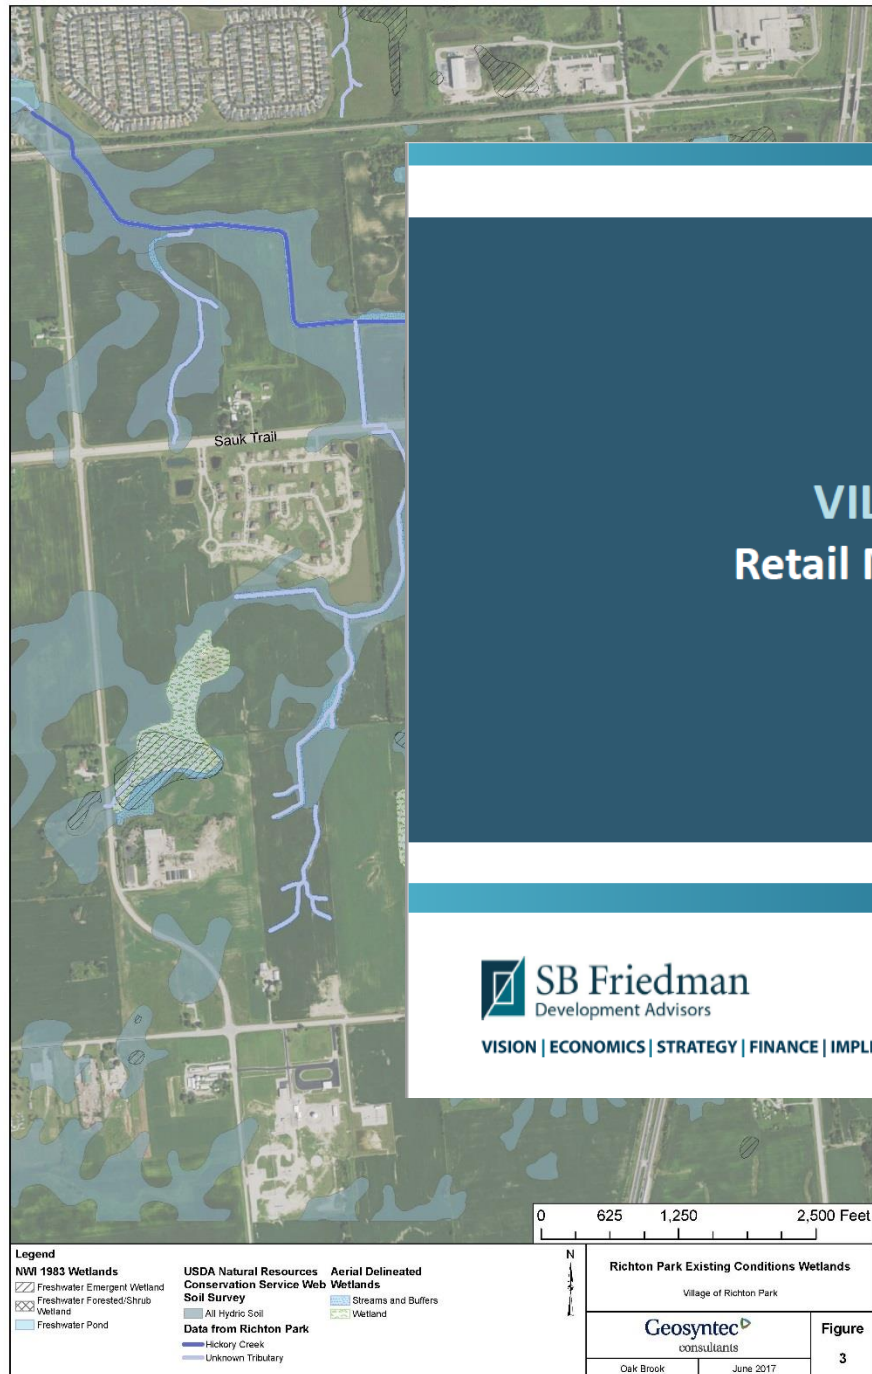 Sauk Trail
VIL
Retail
SB Friedman
Development Advisors
VISION | ECONOMICS | STRATEGY | FINANCE | IMPL
0 625 1,250 2,500 Feet
Legend
NWI 1983 Wetlands
Freshwater Emergent Wetland
Freshwater Forested/Shrub
Wetland
Freshwater Pond
USDA Natural Resources
Conservation Service Web
Soil Survey
All Hydric Soil
Data from Richton Park
Hickory Creek
Unknown Tributary
Aerial Delineated
Wetlands
Streams and Buffers
Wetland
N
Richton Park Existing Conditions Wetlands
Village of Richton Park
Geosyntec
consultants
Oak Brook June 2017
Figure
3